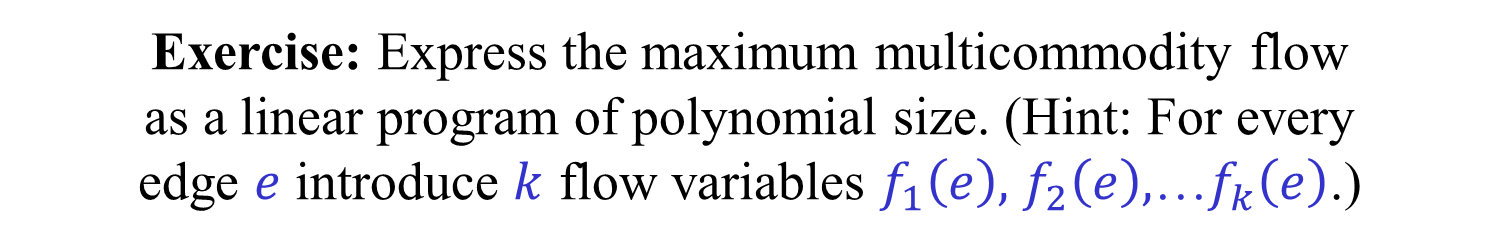 Exercise: Express the maximum multicommodity flow
as a linear program of polynomial size. (Hint: For every
edge e introduce k flow variables f₁(e), f₂(e),…fₖ(e).)